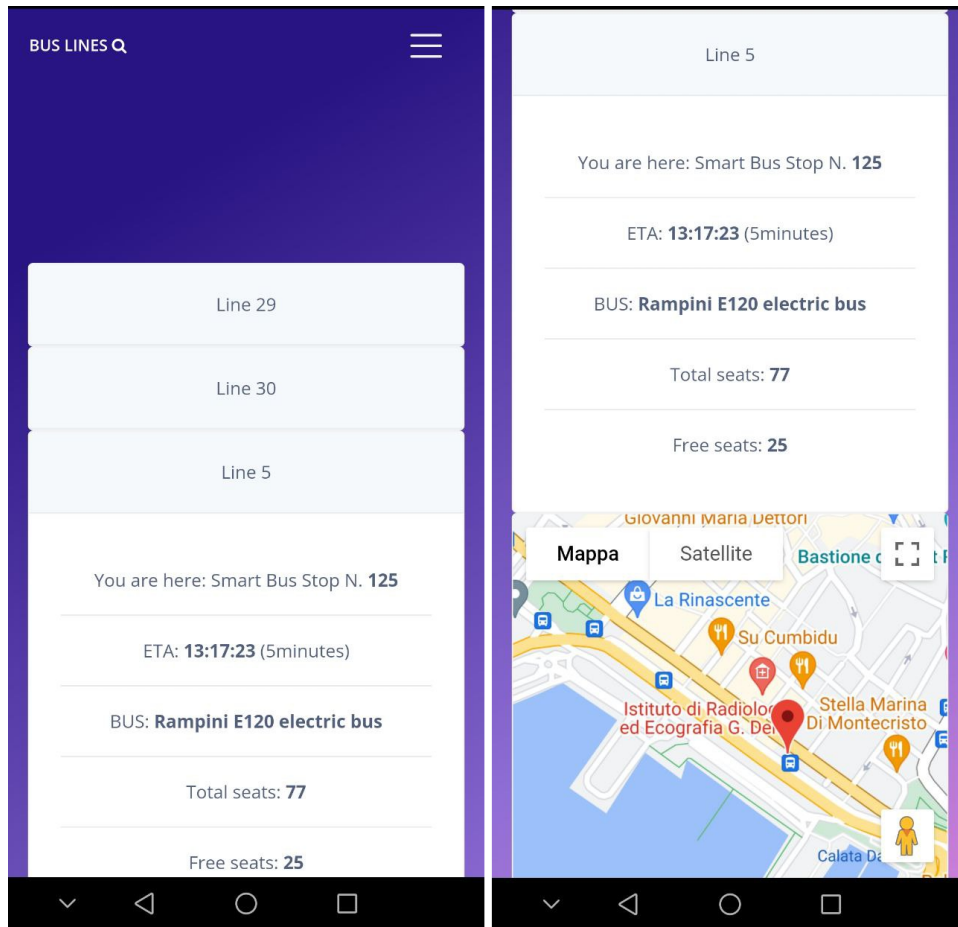 BUS LINES
Line 29
Line 30
Line 5
You are here: Smart Bus Stop N. 125
ETA: 13:17:23 (5minutes)
BUS: Rampini E120 electric bus
Total seats: 77
Free seats: 25
Line 5
You are here: Smart Bus Stop N. 125
ETA: 13:17:23 (5minutes)
BUS: Rampini E120 electric bus
Total seats: 77
Free seats: 25
Giovanni Maria Dettori
Mappa
Satellite
Bastione
La Rinascente
Su Cumbidu
Istituto di
ed Ecografia G.
Stella Marina
Di Montecristo
Calata